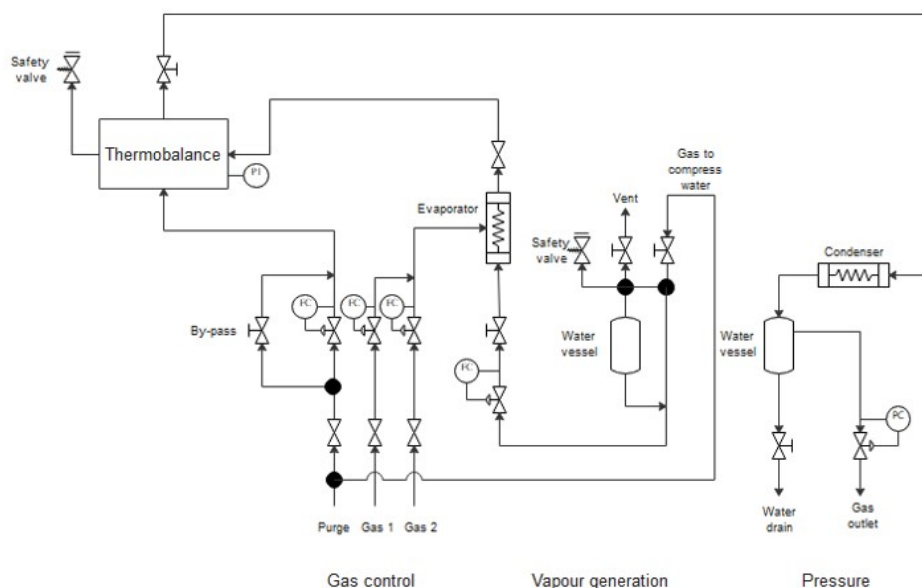 Safety
valve
Thermobalance
PI
Evaporator
Vent
Gas to
compress
water
Safety
valve
Condenser
By-pass
FC
FC
FC
FC
Water
vessel
Water
vessel
PC
Purge
Gas 1
Gas 2
Water
drain
Gas
outlet
Gas control
Vapour generation
Pressure